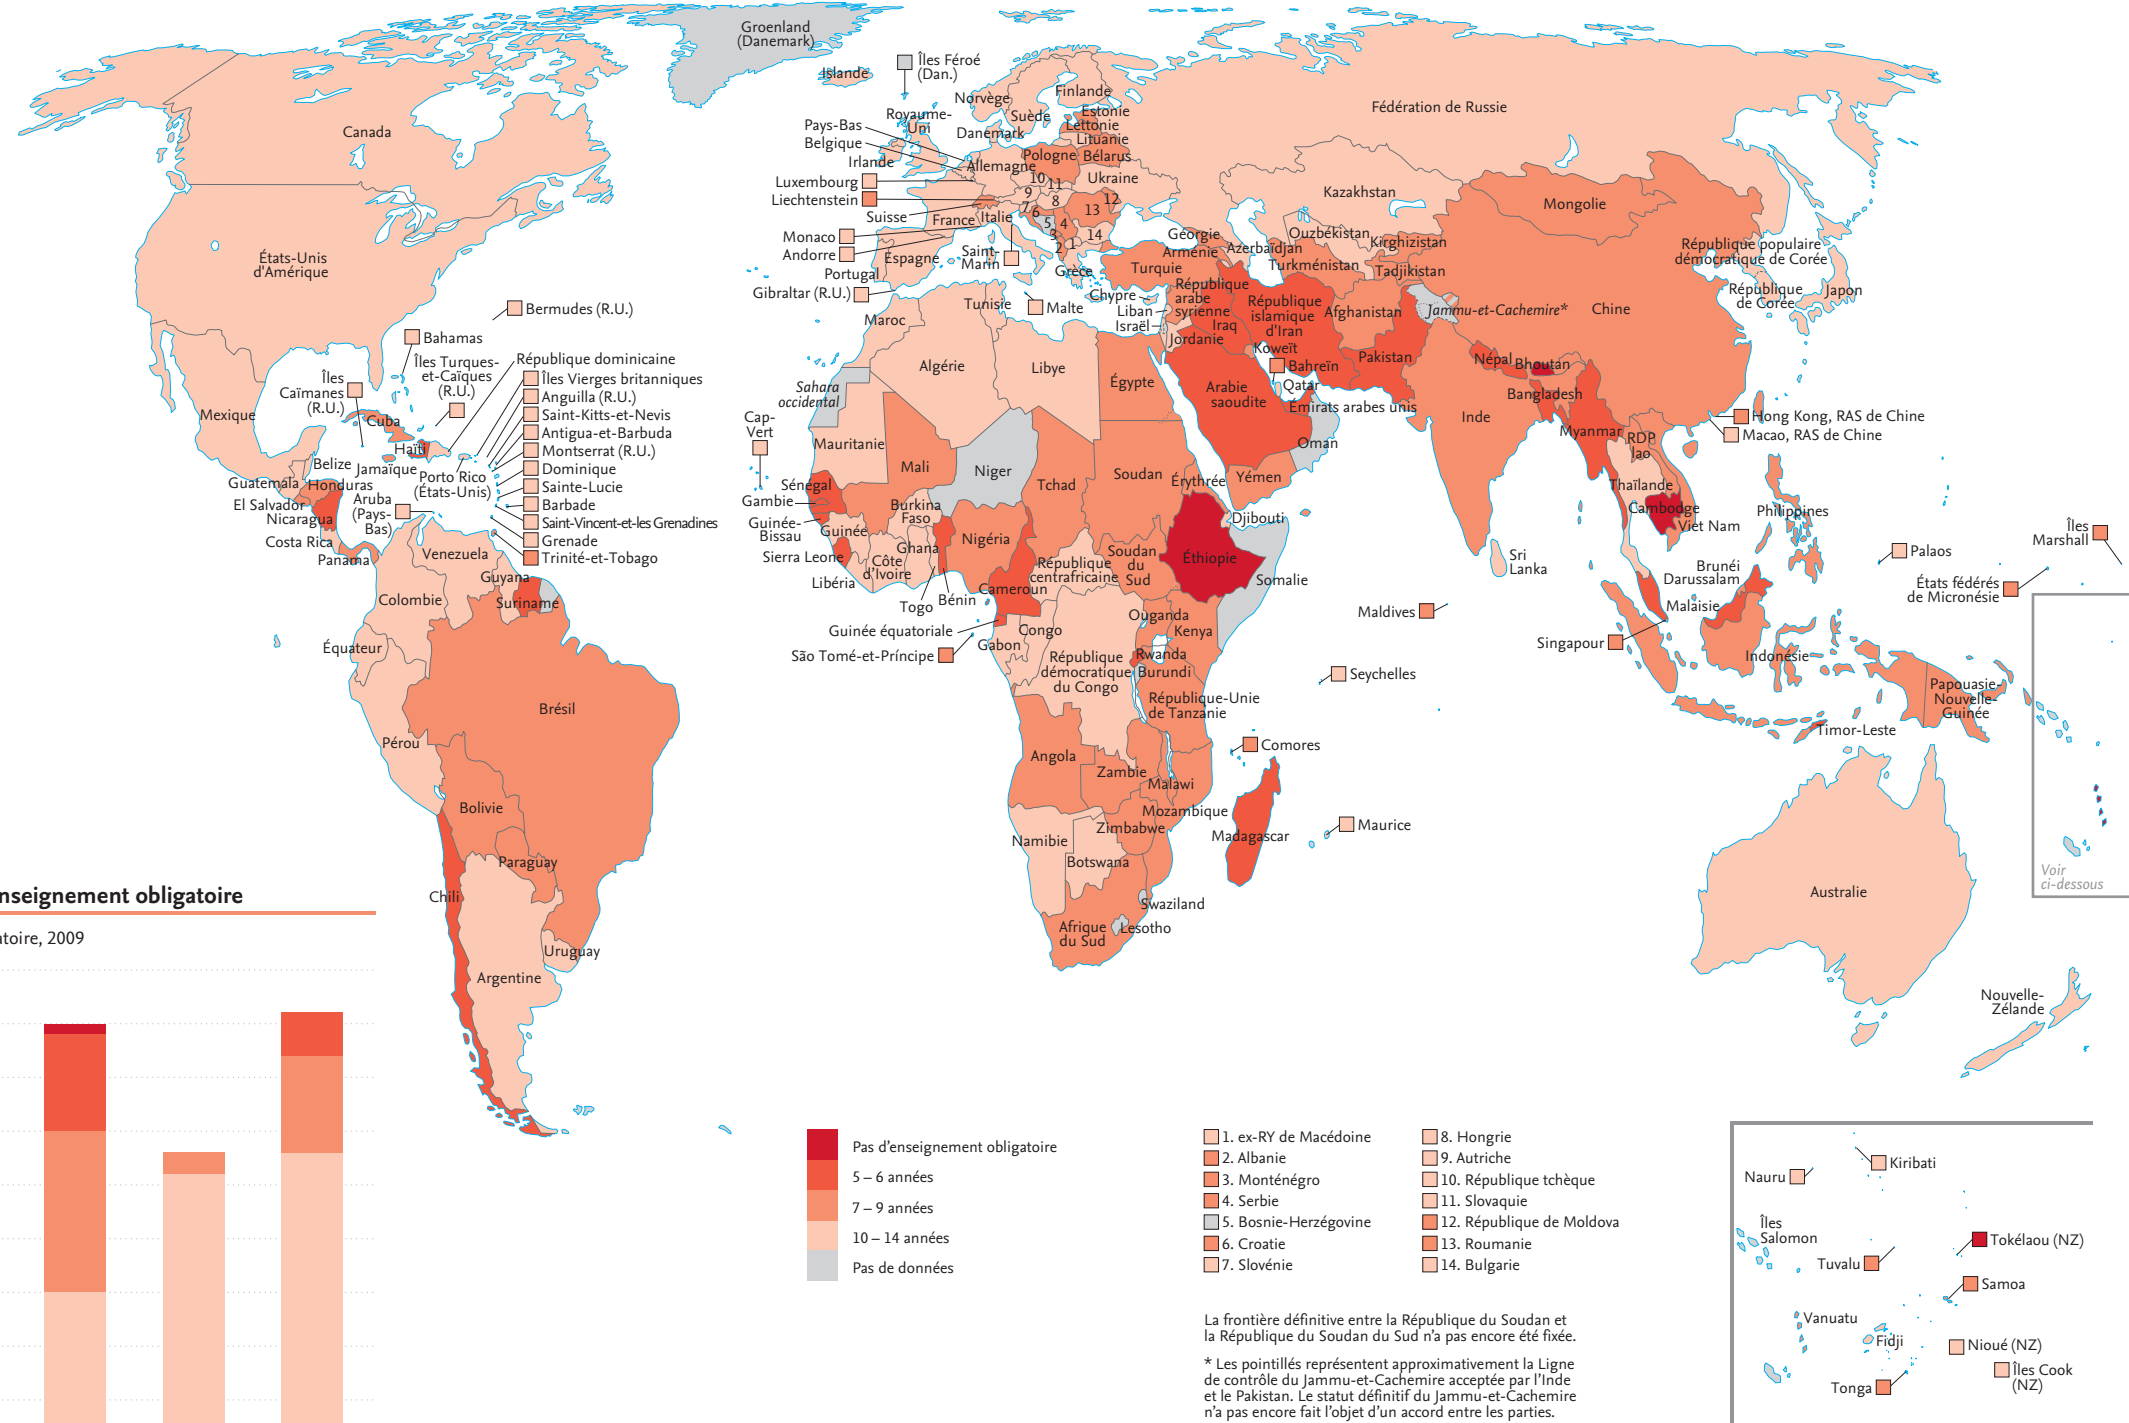 Groenland
(Danemark)
Îles Féroé
(Dan.)
Islande
Norvège
Finlande
Suède
Estonie
Lettonie
Lituanie
Royaume-
Uni
Danemark
Pays-Bas
Belgique
Irlande
Allemagne
Pologne
Bélarus
Ukraine
Luxembourg
Liechtenstein
Suisse
France
Italie
Monaco
Andorre
Portugal
Espagne
Saint-
Marin
Grèce
Gibraltar (R.U.)
Malte
10
11
9
8
7
6
5
4
3
2
1
12
13
14
Fédération de Russie
Kazakhstan
Mongolie
Géorgie
Arménie
Azerbaïdjan
Ouzbékistan
Kirghizistan
Turquie
Turkménistan
Tadjikistan
République populaire
démocratique de Corée
République
de Corée
Japon
Chine
Chypre
Liban
Israël
République
arabe
syrienne
Iraq
Jordanie
République
islamique
d'Iran
Afghanistan
Jammu-et-Cachemire*
Koweït
Bahreïn
Qatar
Émirats arabes unis
Arabie
saoudite
Oman
Yémen
Pakistan
Népal
Bhoutan
Bangladesh
Inde
Myanmar
RDP
lao
Thaïlande
Cambodge
Viet Nam
Hong Kong, RAS de Chine
Macao, RAS de Chine
Philippines
Sri
Lanka
Maldives
Brunéi
Darussalam
Malaisie
Singapour
Indonésie
Timor-Leste
Papouasie-
Nouvelle-
Guinée
Palaos
Îles
Marshall
États fédérés
de Micronésie
Australie
Nouvelle-
Zélande
Voir
ci-dessous
Canada
États-Unis
d'Amérique
Mexique
Bermudes (R.U.)
Bahamas
Îles Turques-
et-Caïques
(R.U.)
Îles
Caïmanes
(R.U.)
Cuba
Haïti
République dominicaine
Îles Vierges britanniques
Anguilla (R.U.)
Saint-Kitts-et-Nevis
Antigua-et-Barbuda
Montserrat (R.U.)
Dominique
Sainte-Lucie
Barbade
Saint-Vincent-et-les Grenadines
Grenade
Trinité-et-Tobago
Belize
Jamaïque
Porto Rico
(États-Unis)
Guatemala
Honduras
El Salvador
Nicaragua
Aruba
(Pays-
Bas)
Costa Rica
Panama
Venezuela
Guyana
Suriname
Colombie
Équateur
Pérou
Brésil
Bolivie
Paraguay
Chili
Uruguay
Argentine
Maroc
Tunisie
Algérie
Libye
Égypte
Sahara
occidental
Cap-
Vert
Mauritanie
Mali
Niger
Tchad
Soudan
Érythrée
Sénégal
Gambie
Guinée-
Bissau
Guinée
Sierra Leone
Libéria
Côte
d'Ivoire
Burkina
Faso
Ghana
Togo
Bénin
Nigéria
Cameroun
République
centrafricaine
Soudan
du
Sud
Éthiopie
Djibouti
Somalie
Guinée équatoriale
São Tomé-et-Príncipe
Gabon
Congo
République
démocratique
du Congo
Ouganda
Kenya
Rwanda
Burundi
République-Unie
de Tanzanie
Seychelles
Comores
Angola
Zambie
Malawi
Mozambique
Zimbabwe
Madagascar
Maurice
Namibie
Botswana
Swaziland
Lesotho
Afrique
du Sud
nseignement obligatoire
atoire, 2009
Pas d'enseignement obligatoire
5 – 6 années
7 – 9 années
10 – 14 années
Pas de données
1. ex-RY de Macédoine
2. Albanie
3. Monténégro
4. Serbie
5. Bosnie-Herzégovine
6. Croatie
7. Slovénie
8. Hongrie
9. Autriche
10. République tchèque
11. Slovaquie
12. République de Moldova
13. Roumanie
14. Bulgarie
La frontière définitive entre la République du Soudan et
la République du Soudan du Sud n'a pas encore été fixée.
* Les pointillés représentent approximativement la Ligne
de contrôle du Jammu-et-Cachemire acceptée par l'Inde
et le Pakistan. Le statut définitif du Jammu-et-Cachemire
n'a pas encore fait l'objet d'un accord entre les parties.
Nauru
Kiribati
Îles
Salomon
Tuvalu
Tokélaou (NZ)
Samoa
Vanuatu
Fidji
Nioué (NZ)
Îles Cook
(NZ)
Tonga